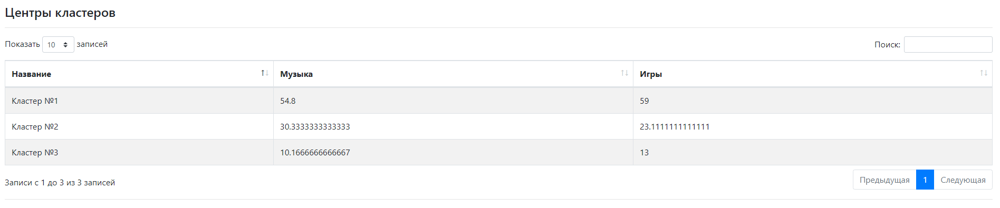 Центры кластеров
Показать 10 записей
Поиск:
Название Музыка Игры
Кластер №1 54.8 59
Кластер №2 30.3333333333333 23.1111111111111
Кластер №3 10.1666666666667 13
Записи с 1 до 3 из 3 записей
Предыдущая 1 Следующая